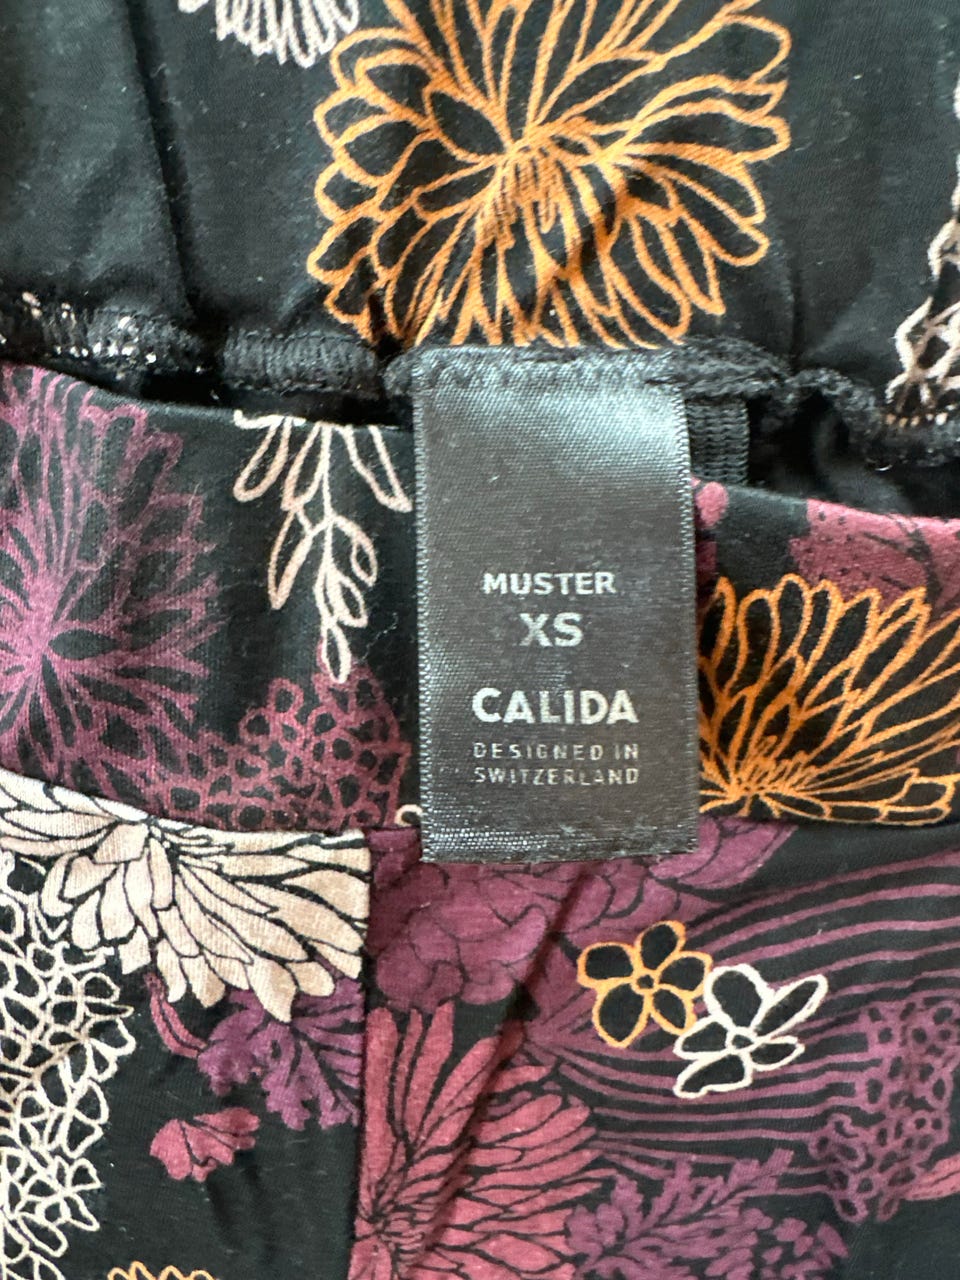 MUSTER
XS
CALIDA
DESIGNED IN
SWITZERLAND